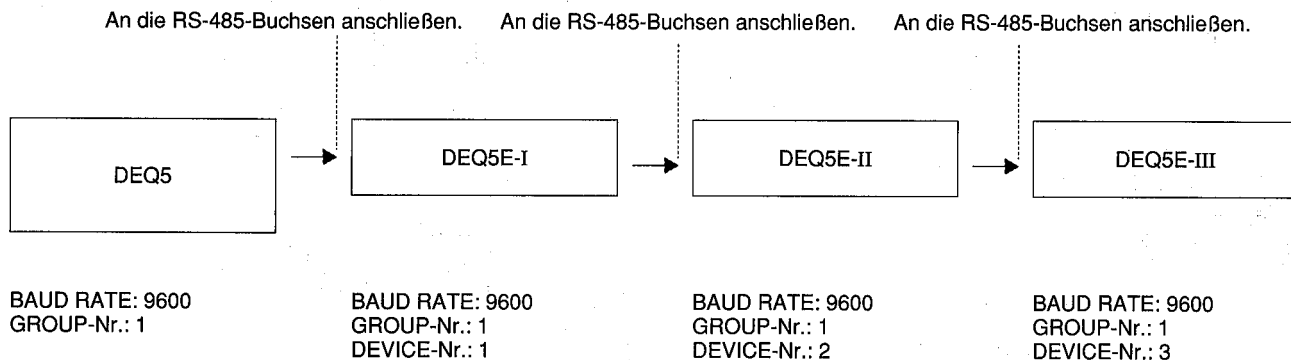 An die RS-485-Buchsen anschließen.
An die RS-485-Buchsen anschließen.
An die RS-485-Buchsen anschließen.
DEQ5
DEQ5E-I
DEQ5E-II
DEQ5E-III
BAUD RATE: 9600
GROUP-Nr.: 1
BAUD RATE: 9600
GROUP-Nr.: 1
DEVICE-Nr.: 1
BAUD RATE: 9600
GROUP-Nr.: 1
DEVICE-Nr.: 2
BAUD RATE: 9600
GROUP-Nr.: 1
DEVICE-Nr.: 3